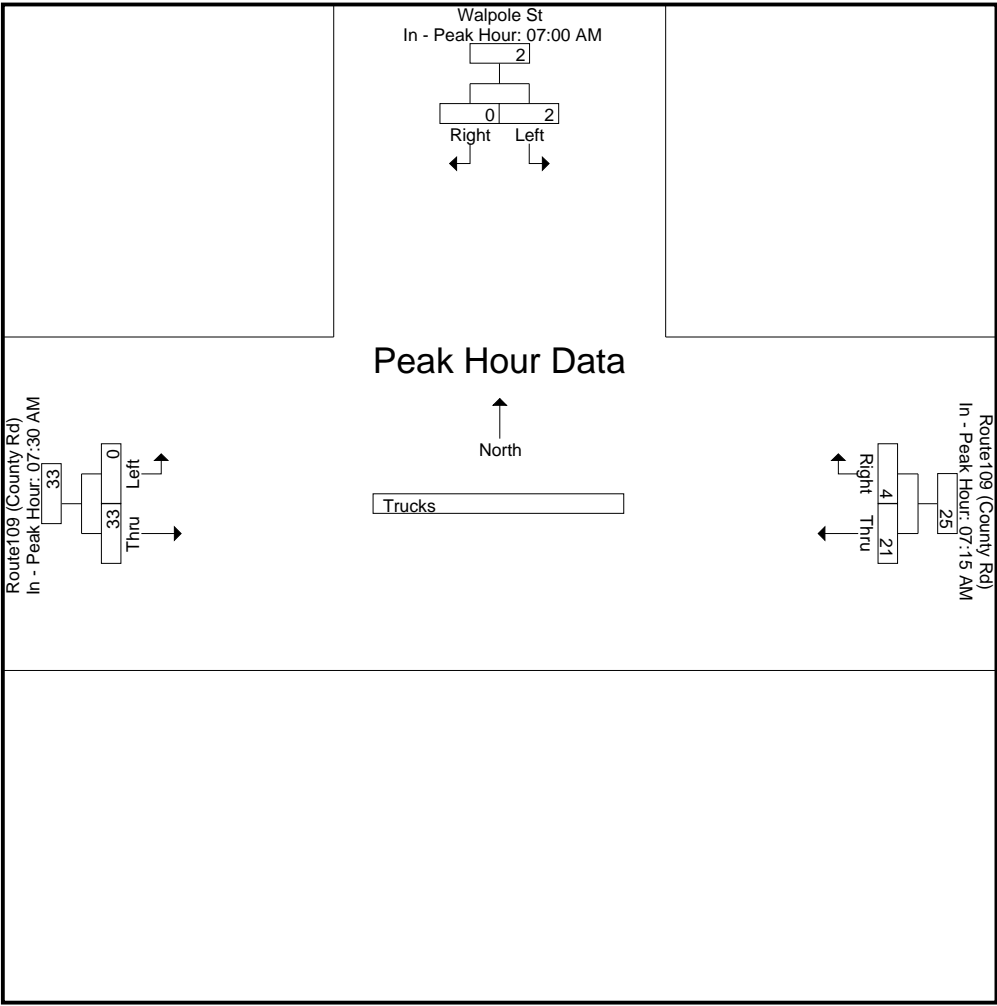 Walpole St
In - Peak Hour: 07:00 AM
2
0 2
Right Left
Peak Hour Data
North
Trucks
Route109 (County Rd)
In - Peak Hour: 07:30 AM
33
0 33
Left Thru
Route109 (County Rd)
In - Peak Hour: 07:15 AM
25
4 21
Right Thru